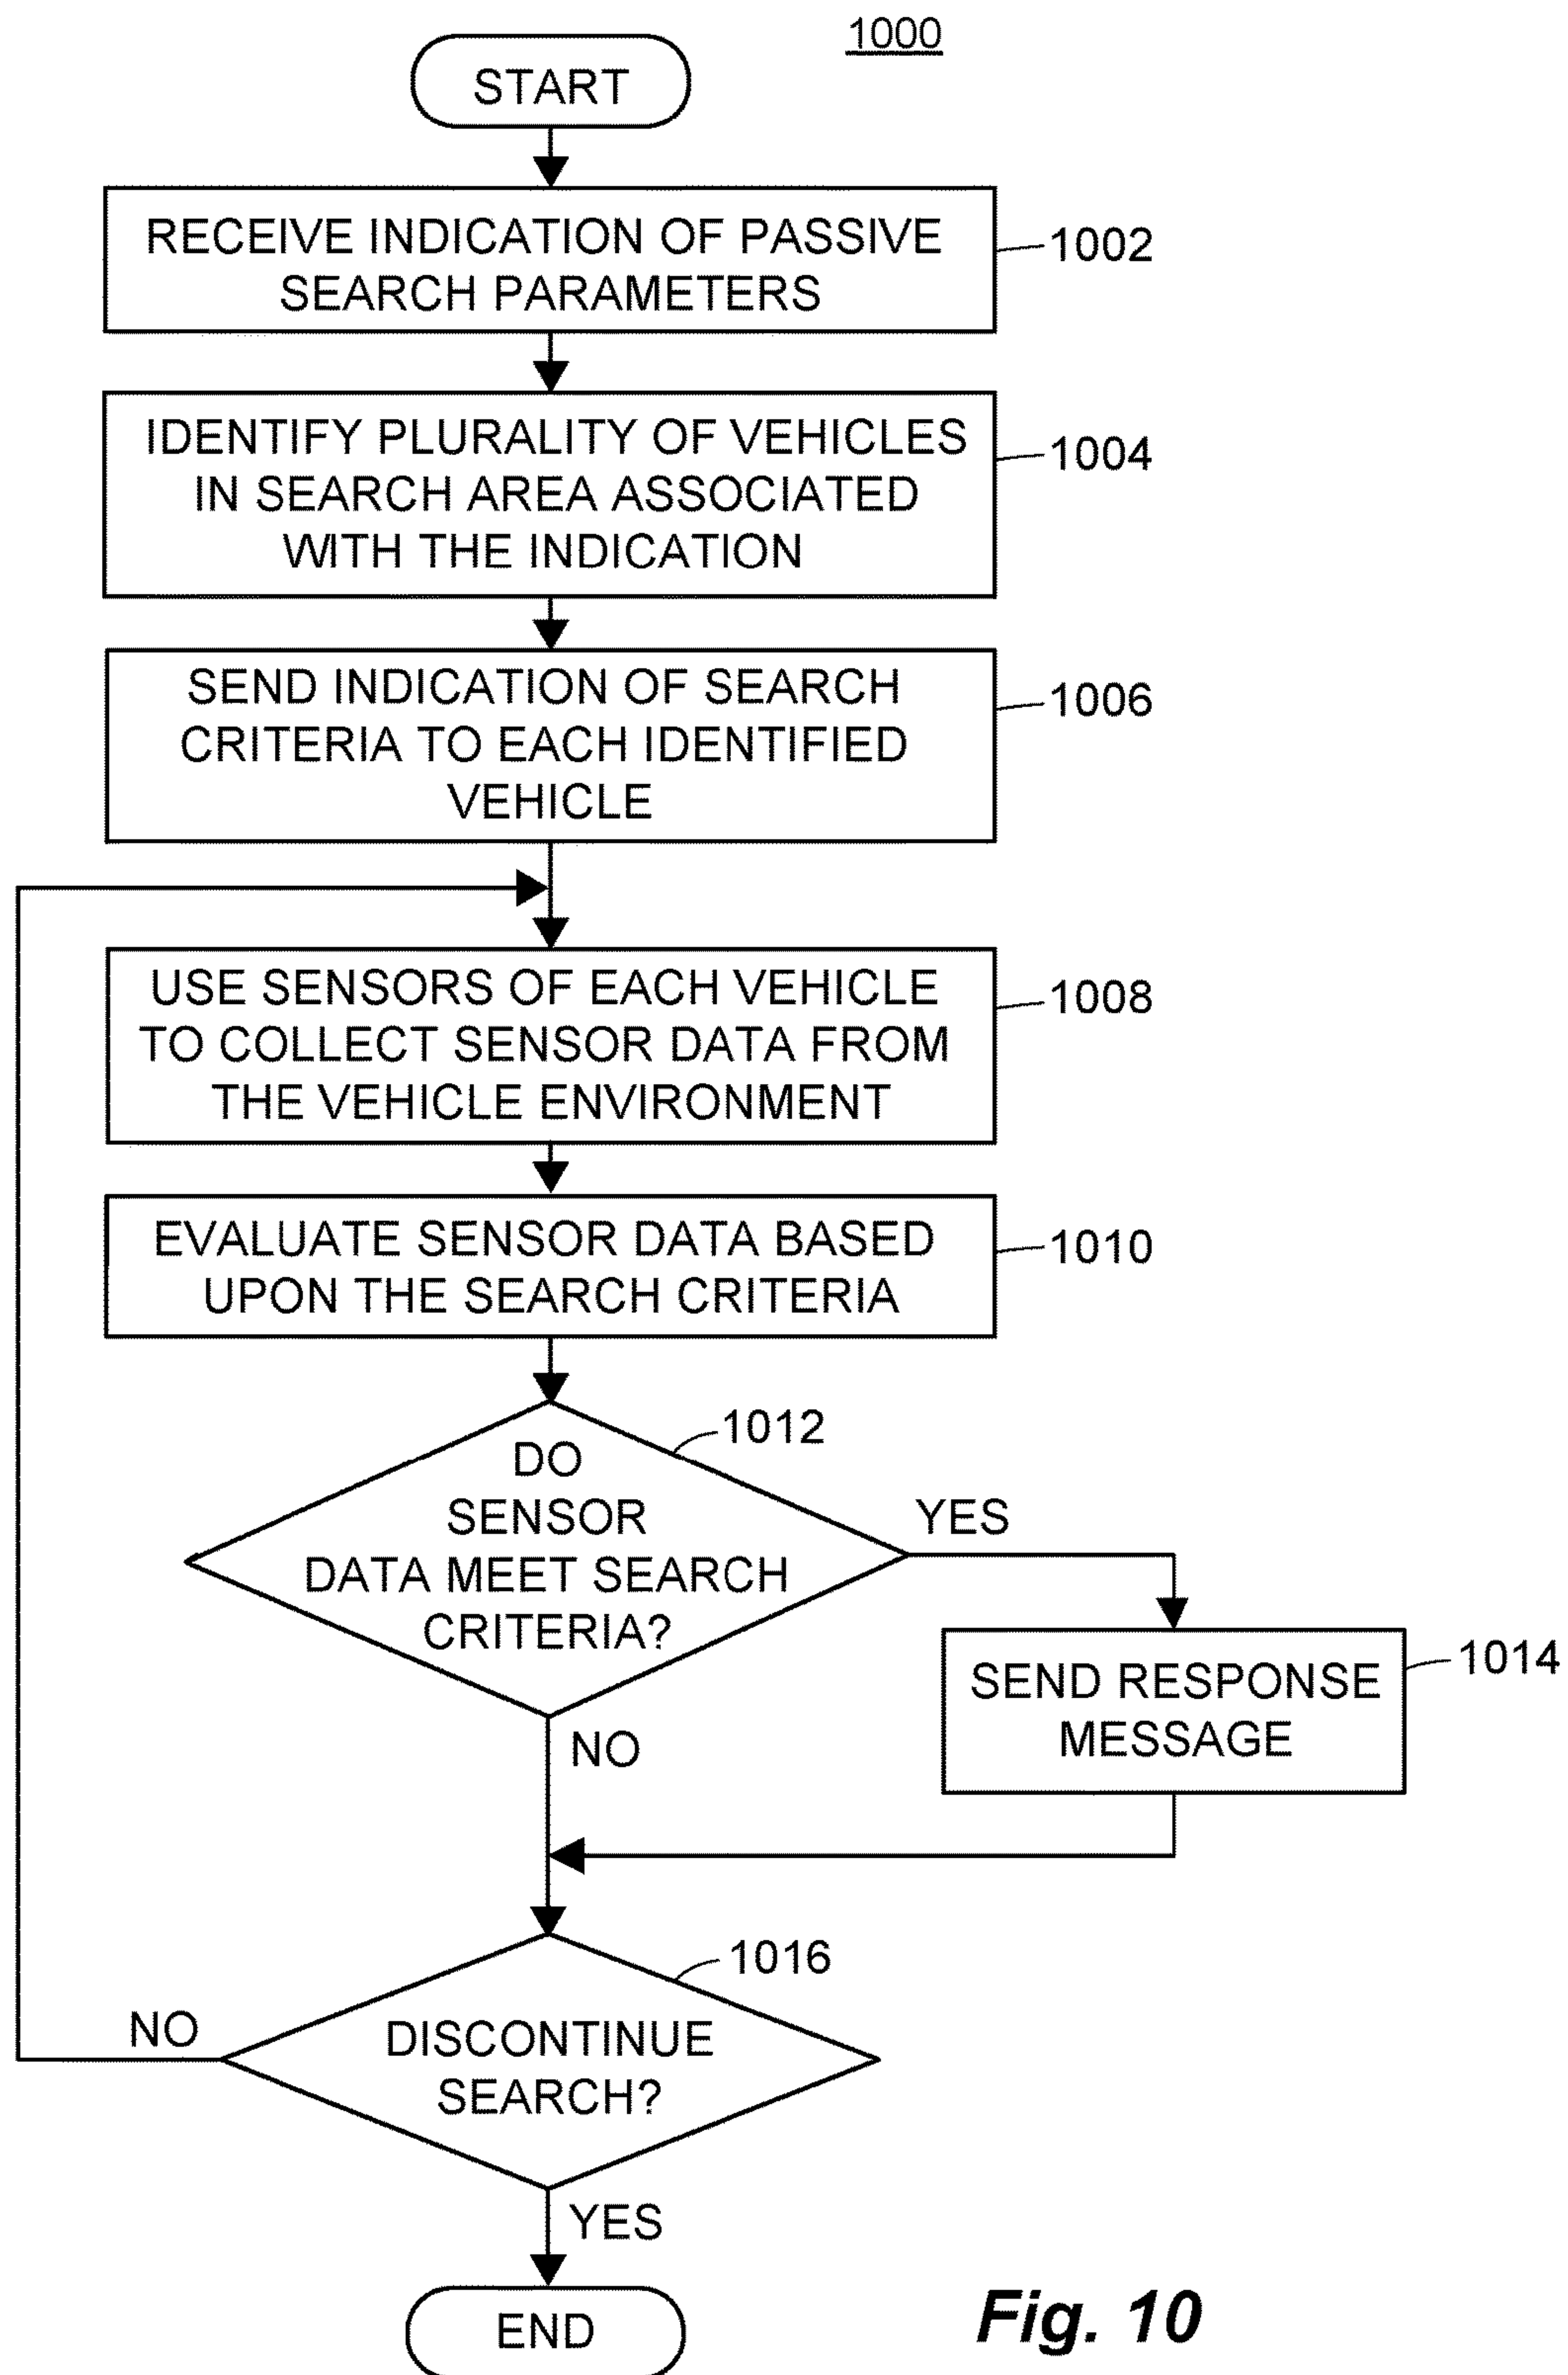 1000
START
RECEIVE INDICATION OF PASSIVE
SEARCH PARAMETERS
1002
IDENTIFY PLURALITY OF VEHICLES
IN SEARCH AREA ASSOCIATED
WITH THE INDICATION
1004
SEND INDICATION OF SEARCH
CRITERIA TO EACH IDENTIFIED
VEHICLE
1006
USE SENSORS OF EACH VEHICLE
TO COLLECT SENSOR DATA FROM
THE VEHICLE ENVIRONMENT
1008
EVALUATE SENSOR DATA BASED
UPON THE SEARCH CRITERIA
1010
DO
SENSOR
DATA MEET SEARCH
CRITERIA?
1012
YES
SEND RESPONSE
MESSAGE
1014
NO
DISCONTINUE
SEARCH?
1016
NO
YES
END
Fig. 10